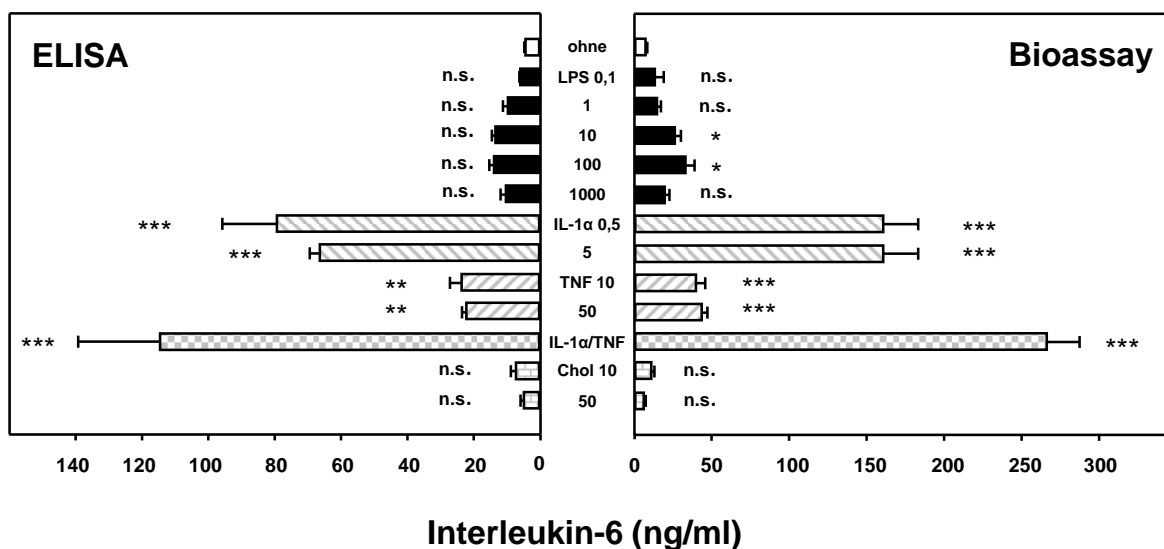 ELISA
Bioassay
ohne
n.s. LPS 0,1 n.s.
n.s. 1 n.s.
n.s. 10 *
n.s. 100 *
n.s. 1000 n.s.
*** IL-1α 0,5 ***
*** 5 ***
** TNF 10 ***
** 50 ***
*** IL-1α/TNF ***
n.s. Chol 10 n.s.
n.s. 50 n.s.
140 120 100 80 60 40 20 0 0 50 100 150 200 250 300
Interleukin-6 (ng/ml)